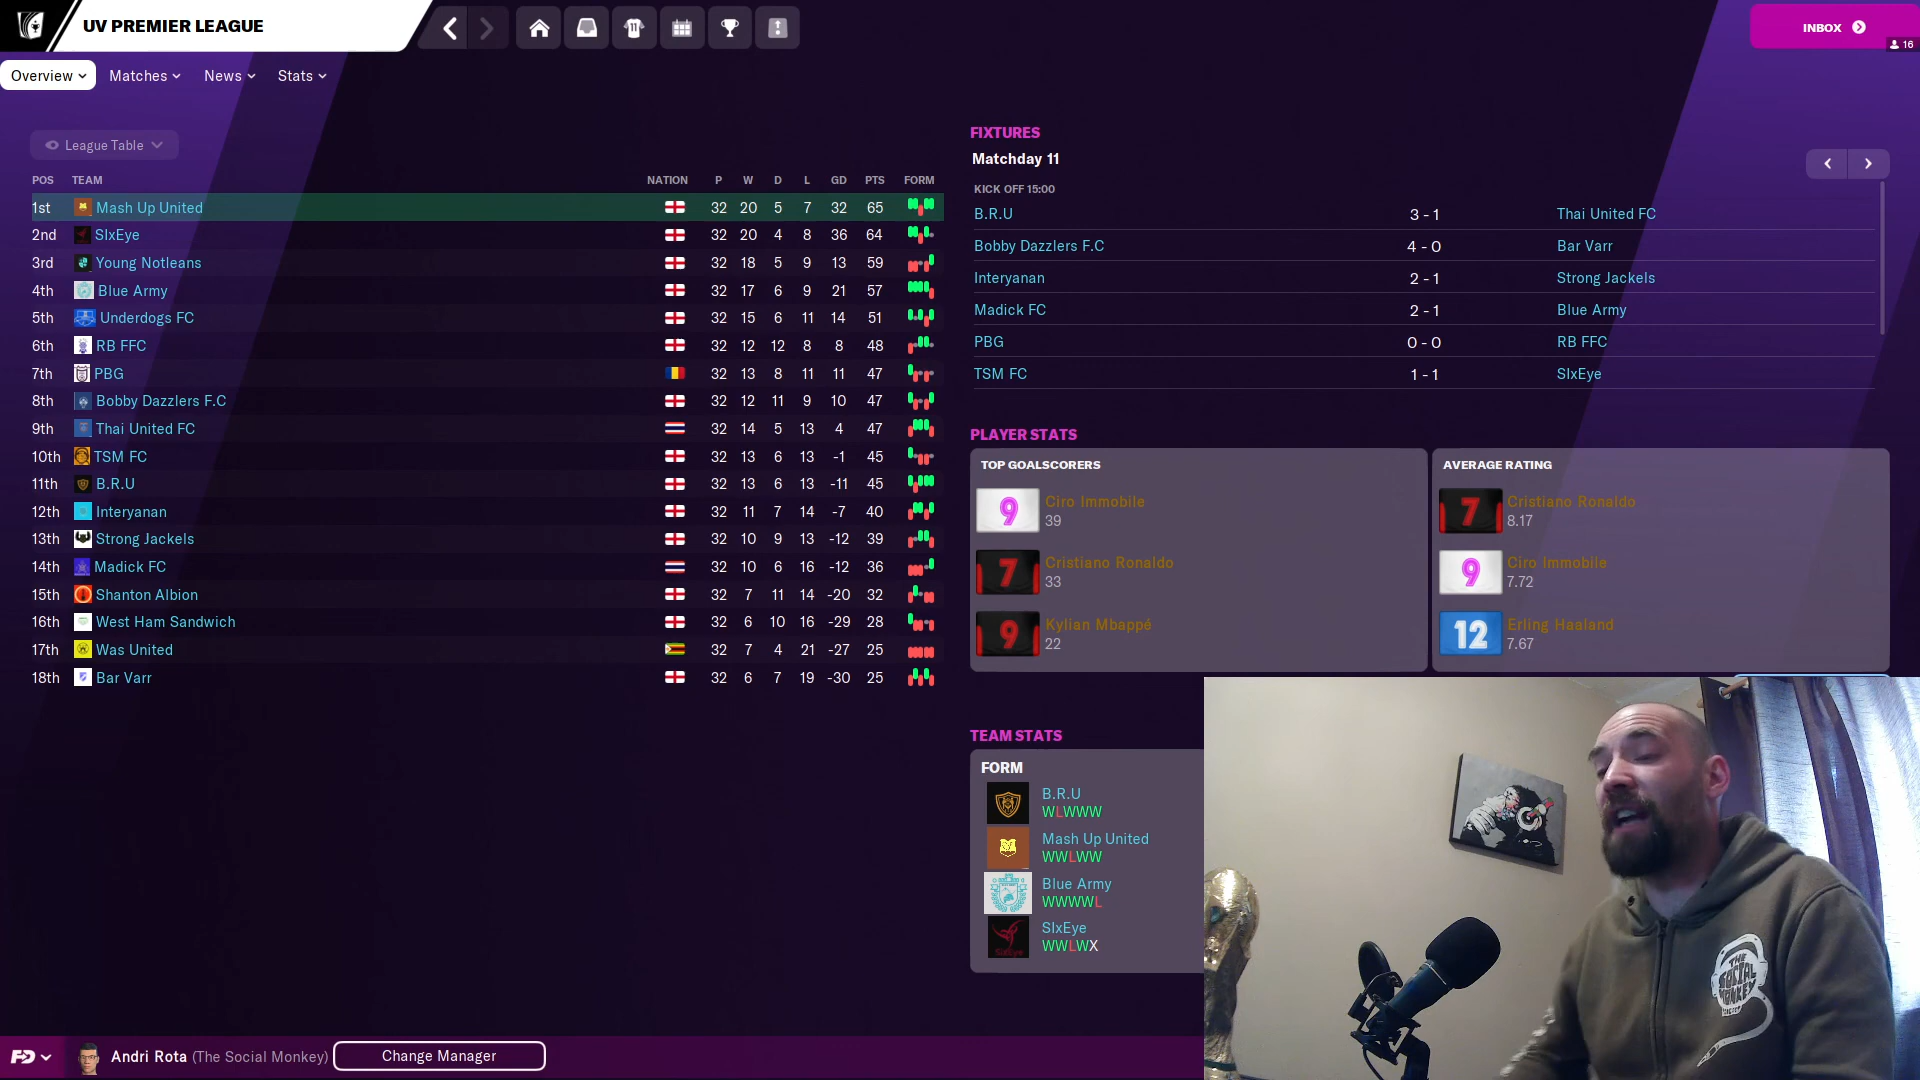 UV PREMIER LEAGUE
INBOX
16
Overview Matches News Stats
League Table
POS TEAM NATION P W D L GD PTS FORM
1st Mash Up United 32 20 5 7 32 65
2nd SIxEye 32 20 4 8 36 64
3rd Young Notleans 32 18 5 9 13 59
4th Blue Army 32 17 6 9 21 57
5th Underdogs FC 32 15 6 11 14 51
6th RB FFC 32 12 12 8 8 48
7th PBG 32 13 8 11 11 47
8th Bobby Dazzlers F.C 32 12 11 9 10 47
9th Thai United FC 32 14 5 13 4 47
10th TSM FC 32 13 6 13 -1 45
11th B.R.U 32 13 6 13 -11 45
12th Interyanan 32 11 7 14 -7 40
13th Strong Jackels 32 10 9 13 -12 39
14th Madick FC 32 10 6 16 -12 36
15th Shanton Albion 32 7 11 14 -20 32
16th West Ham Sandwich 32 6 10 16 -29 28
17th Was United 32 7 4 21 -27 25
18th Bar Varr 32 6 7 19 -30 25
FIXTURES
Matchday 11
KICK OFF 15:00
B.R.U 3 - 1 Thai United FC
Bobby Dazzlers F.C 4 - 0 Bar Varr
Interyanan 2 - 1 Strong Jackels
Madick FC 2 - 1 Blue Army
PBG 0 - 0 RB FFC
TSM FC 1 - 1 SIxEye
PLAYER STATS
TOP GOALSCORERS
9 Ciro Immobile
39
7 Cristiano Ronaldo
33
9 Kylian Mbappé
22
AVERAGE RATING
7 Cristiano Ronaldo
8.17
9 Ciro Immobile
7.72
12 Erling Haaland
7.67
TEAM STATS
FORM
B.R.U
WLWWW
Mash Up United
WWLWW
Blue Army
WWWWL
SIxEye
WWLWX
THE
SOCIAL
MONKEY
FD Andri Rota (The Social Monkey) Change Manager